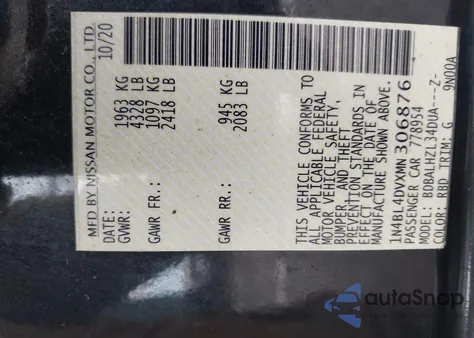 MFD BY NISSAN MOTOR CO., LTD.
DATE: 10/20
GVWR: 1963 KG
4328 LB
GAWR FR.: 1097 KG
2418 LB
GAWR RR.: 945 KG
2083 LB
THIS VEHICLE CONFORMS TO
ALL APPLICABLE FEDERAL
MOTOR VEHICLE SAFETY,
BUMPER, AND THEFT
PREVENTION STANDARDS IN
EFFECT ON THE DATE OF
MANUFACTURE SHOWN ABOVE.
1N4BL4DVXMN306876
PASSENGER CAR 778954
MODEL: BDBALHZL34DUA---Z-
COLOR: RBD TRIM: G 9N00A
autoSnap